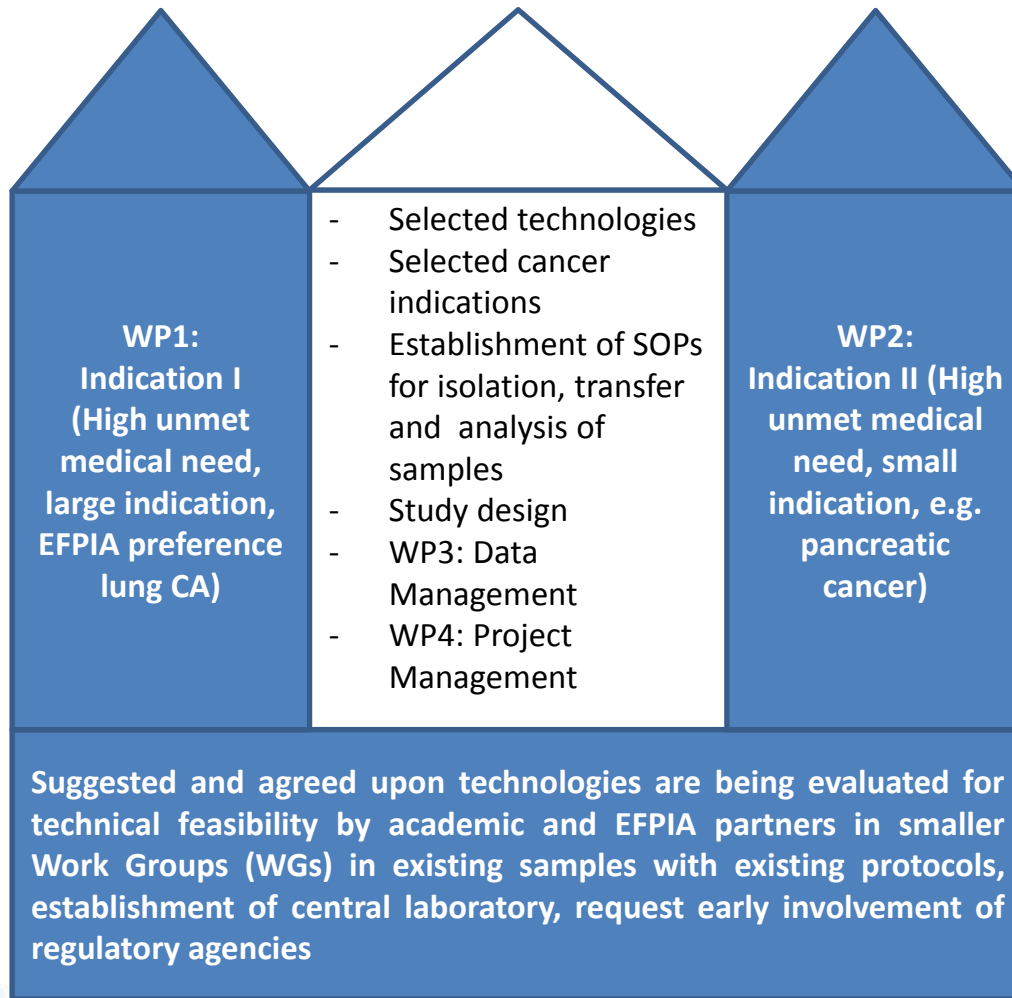 WP1:
Indication I
(High unmet
medical need,
large indication,
EFPIA preference
lung CA)
- Selected technologies
- Selected cancer
indications
- Establishment of SOPs
for isolation, transfer
and analysis of
samples
- Study design
- WP3: Data
Management
- WP4: Project
Management
WP2:
Indication II (High
unmet medical
need, small
indication, e.g.
pancreatic
cancer)
Suggested and agreed upon technologies are being evaluated for
technical feasibility by academic and EFPIA partners in smaller
Work Groups (WGs) in existing samples with existing protocols,
establishment of central laboratory, request early involvement of
regulatory agencies